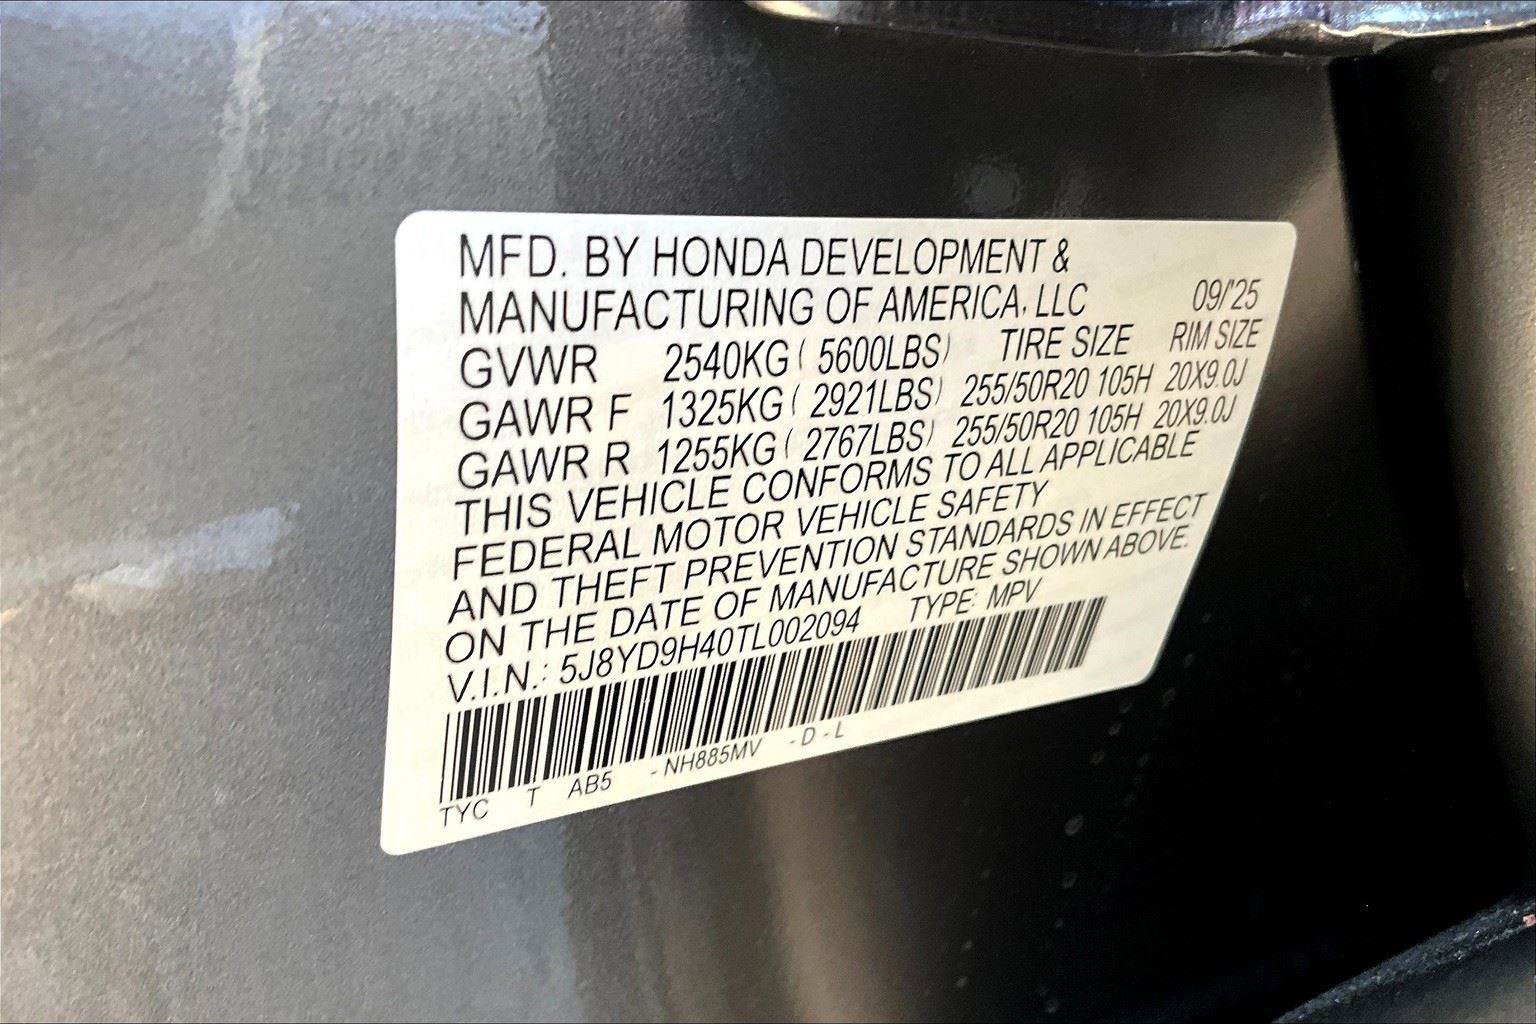 MFD. BY HONDA DEVELOPMENT &
MANUFACTURING OF AMERICA, LLC 09/'25
GVWR 2540KG ( 5600LBS) TIRE SIZE RIM SIZE
GAWR F 1325KG ( 2921LBS) 255/50R20 105H 20X9.0J
GAWR R 1255KG ( 2767LBS) 255/50R20 105H 20X9.0J
THIS VEHICLE CONFORMS TO ALL APPLICABLE
FEDERAL MOTOR VEHICLE SAFETY
AND THEFT PREVENTION STANDARDS IN EFFECT
ON THE DATE OF MANUFACTURE SHOWN ABOVE.
V.I.N.: 5J8YD9H40TL002094 TYPE: MPV
TYC T AB5 - NH885MV - D - L